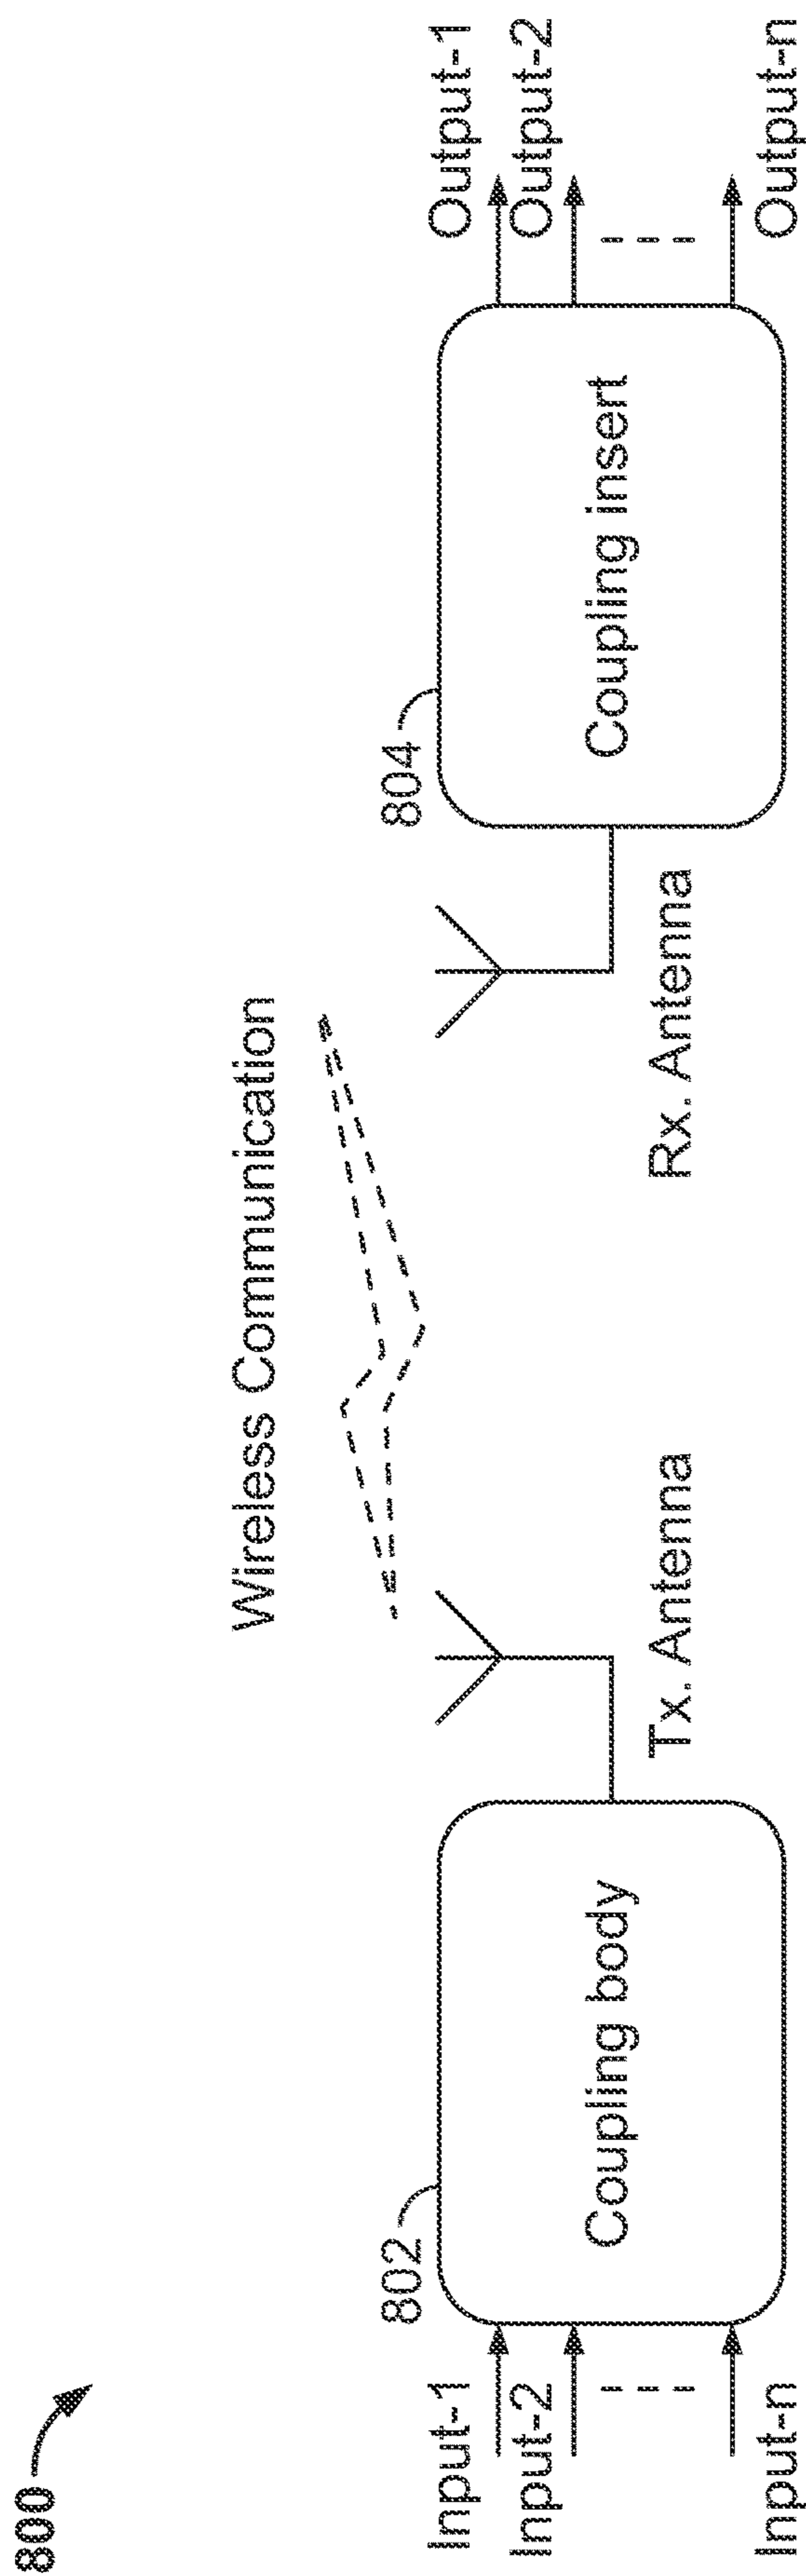 800
Wireless Communication
802
804
Input-1
Input-2
Input-n
Coupling body
Tx. Antenna
Rx. Antenna
Coupling insert
Output-1
Output-2
Output-n